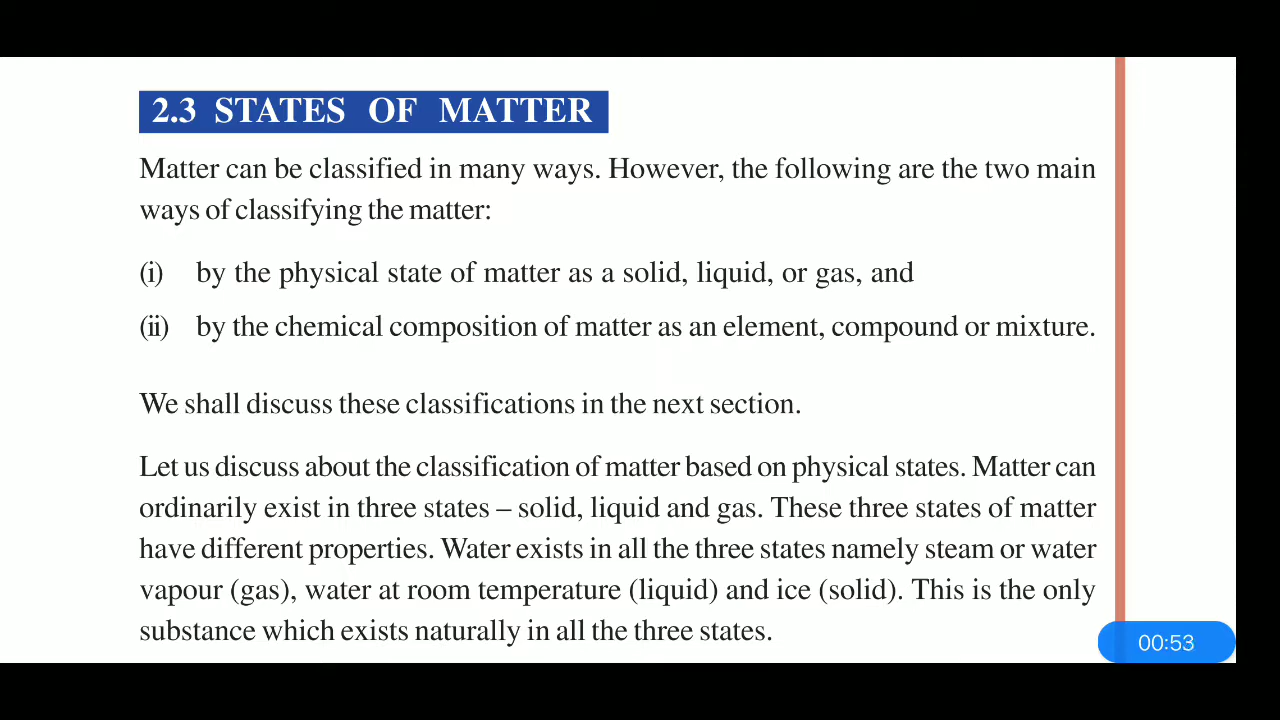 2.3 STATES OF MATTER
Matter can be classified in many ways. However, the following are the two main
ways of classifying the matter:
(i) by the physical state of matter as a solid, liquid, or gas, and
(ii) by the chemical composition of matter as an element, compound or mixture.
We shall discuss these classifications in the next section.
Let us discuss about the classification of matter based on physical states. Matter can
ordinarily exist in three states – solid, liquid and gas. These three states of matter
have different properties. Water exists in all the three states namely steam or water
vapour (gas), water at room temperature (liquid) and ice (solid). This is the only
substance which exists naturally in all the three states.
00:53